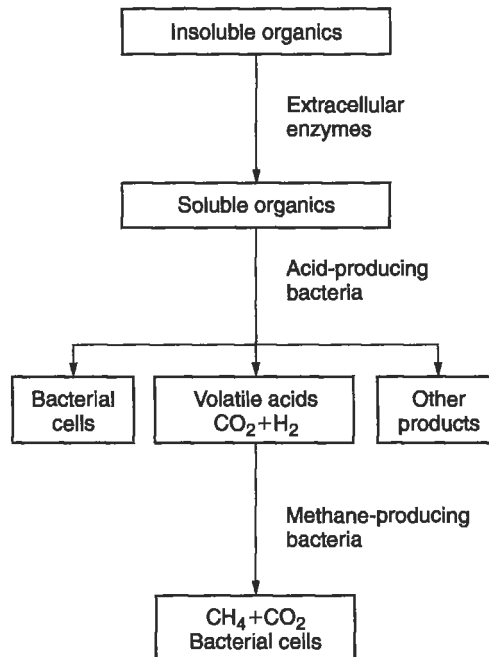 Insoluble organics
Extracellular
enzymes
Soluble organics
Acid-producing
bacteria
Bacterial
cells
Volatile acids
CO₂+H₂
Other
products
Methane-producing
bacteria
CH₄+CO₂
Bacterial cells